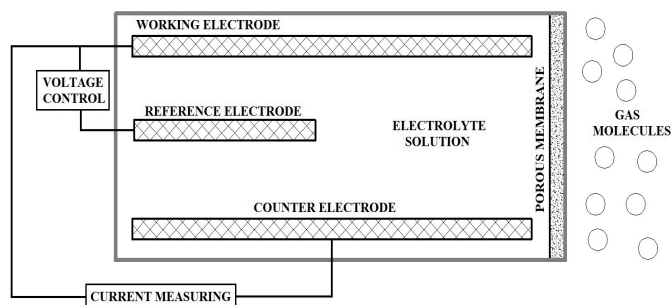 WORKING ELECTRODE
VOLTAGE
CONTROL
REFERENCE ELECTRODE
ELECTROLYTE
SOLUTION
COUNTER ELECTRODE
POROUS MEMBRANE
GAS
MOLECULES
CURRENT MEASURING